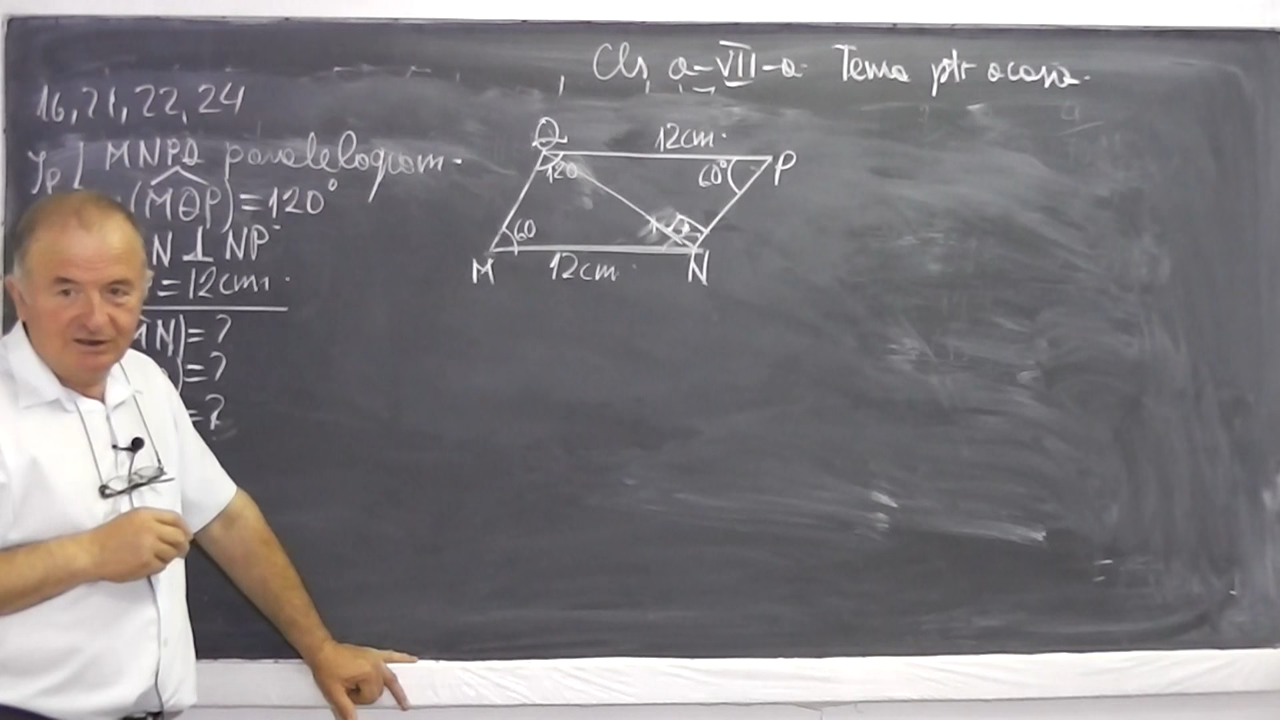 Cls a-VII-a Tema ptr acasa.
16, 21, 22, 24
Yp MNPQ paralelogram.
(MQP)=120°
N ⊥ NP
=12cm.
N)=?
)=?
=?
Q 12cm. P
120 60°
60
M 12cm. N